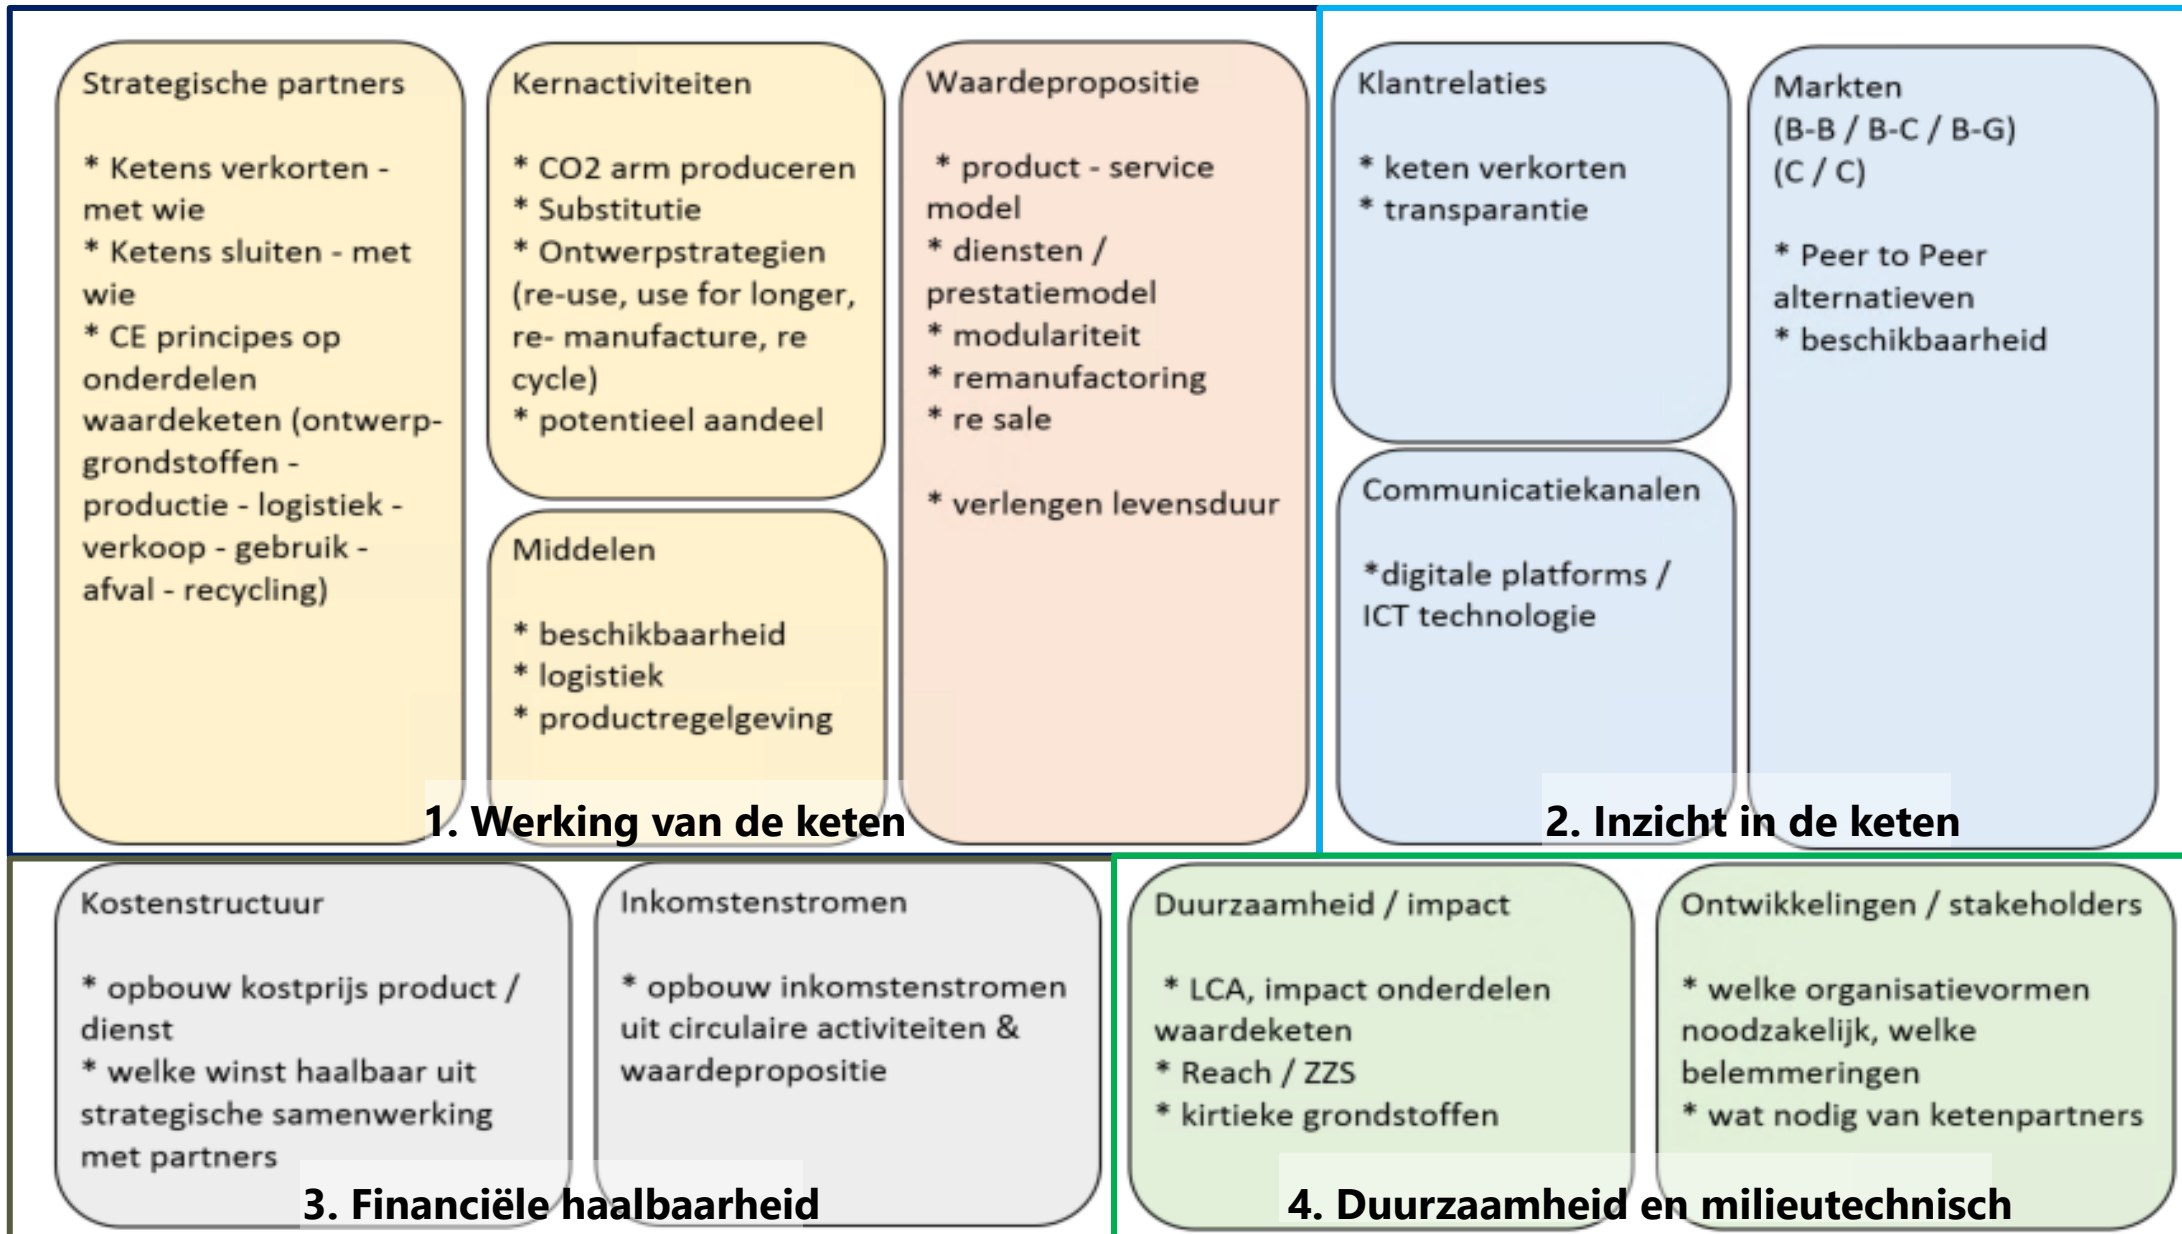 Strategische partners
* Ketens verkorten -
met wie
* Ketens sluiten - met
wie
* CE principes op
onderdelen
waardeketen (ontwerp-
grondstoffen -
productie - logistiek -
verkoop - gebruik -
afval - recycling)
Kernactiviteiten
* CO2 arm produceren
* Substitutie
* Ontwerpstrategien
(re-use, use for longer,
re- manufacture, re
cycle)
* potentieel aandeel
Middelen
* beschikbaarheid
* logistiek
* productregelgeving
Waardepropositie
* product - service
model
* diensten /
prestatiemodel
* modulariteit
* remanufactoring
* re sale
* verlengen levensduur
1. Werking van de keten
Klantrelaties
* keten verkorten
* transparantie
Communicatiekanalen
*digitale platforms /
ICT technologie
Markten
(B-B / B-C / B-G)
(C / C)
* Peer to Peer
alternatieven
* beschikbaarheid
2. Inzicht in de keten
Kostenstructuur
* opbouw kostprijs product /
dienst
* welke winst haalbaar uit
strategische samenwerking
met partners
Inkomstenstromen
* opbouw inkomstenstromen
uit circulaire activiteiten &
waardepropositie
3. Financiële haalbaarheid
Duurzaamheid / impact
* LCA, impact onderdelen
waardeketen
* Reach / ZZS
* kirtieke grondstoffen
Ontwikkelingen / stakeholders
* welke organisatievormen
noodzakelijk, welke
belemmeringen
* wat nodig van ketenpartners
4. Duurzaamheid en milieutechnisch